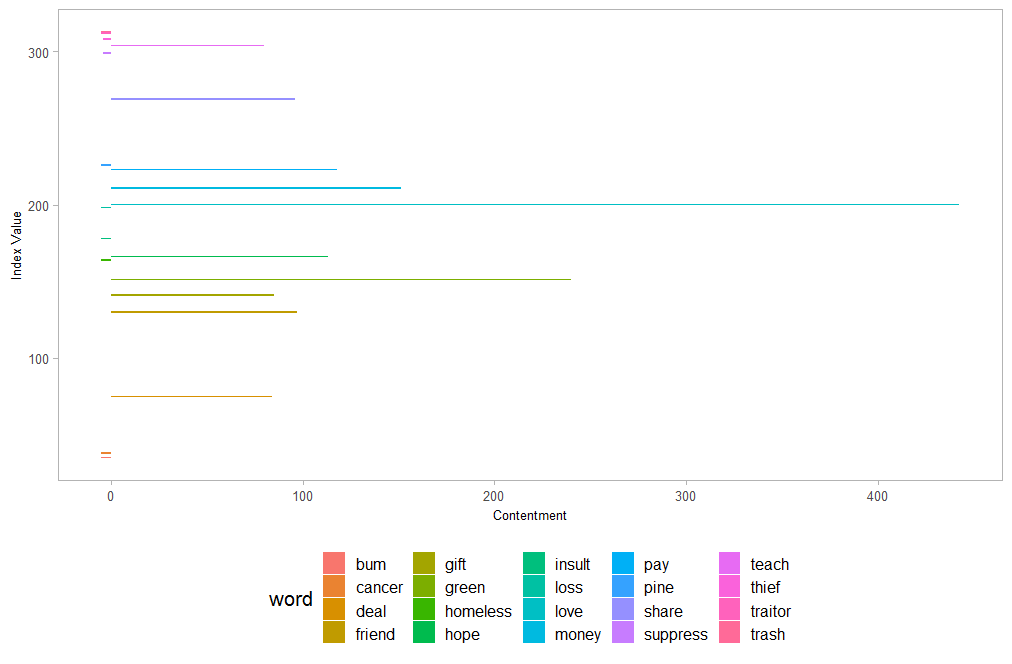 300
200
100
Index Value
0 100 200 300 400
Contentment
word
bum gift insult pay teach
cancer green loss pine thief
deal homeless love share traitor
friend hope money suppress trash